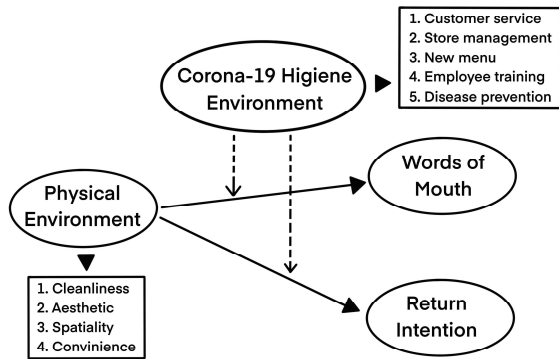 1. Customer service
2. Store management
3. New menu
4. Employee training
5. Disease prevention
Corona-19 Higiene
Environment
Words of
Mouth
Physical
Environment
1. Cleanliness
2. Aesthetic
3. Spatiality
4. Convinience
Return
Intention